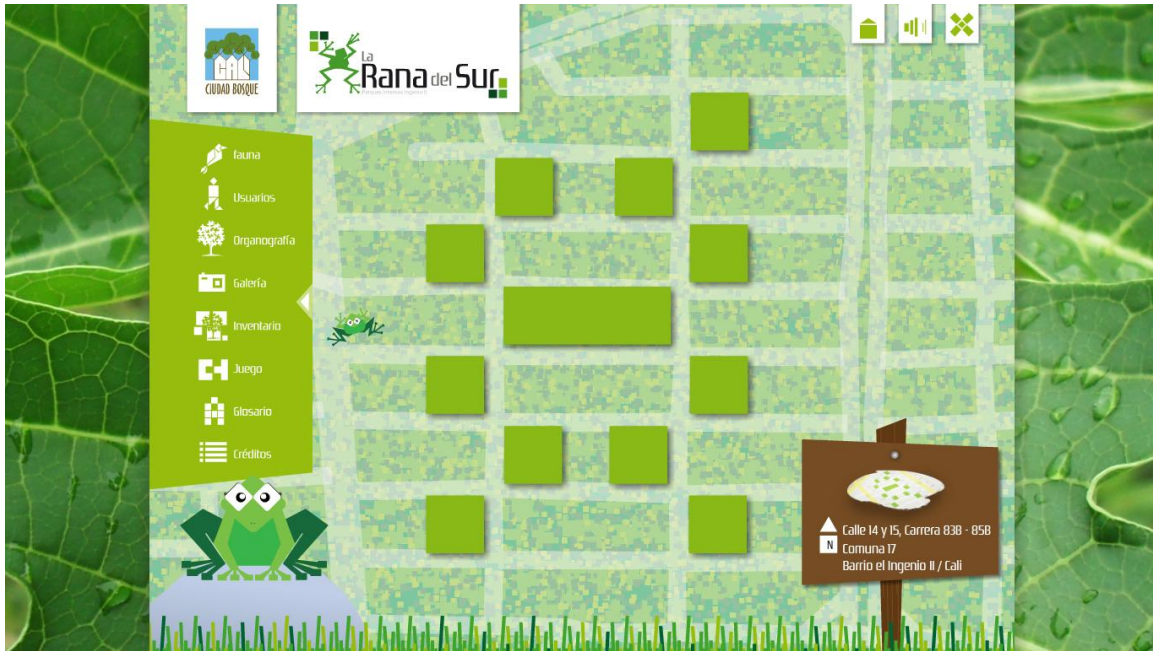 CALI
CIUDAD BOSQUE
La
Rana del Sur
fauna
Usuarios
Organografía
Galería
Inventario
Juego
Glosario
Créditos
Calle 14 y 15, Carrera 83B - 85B
N
Comuna 17
Barrio el Ingenio II / Cali